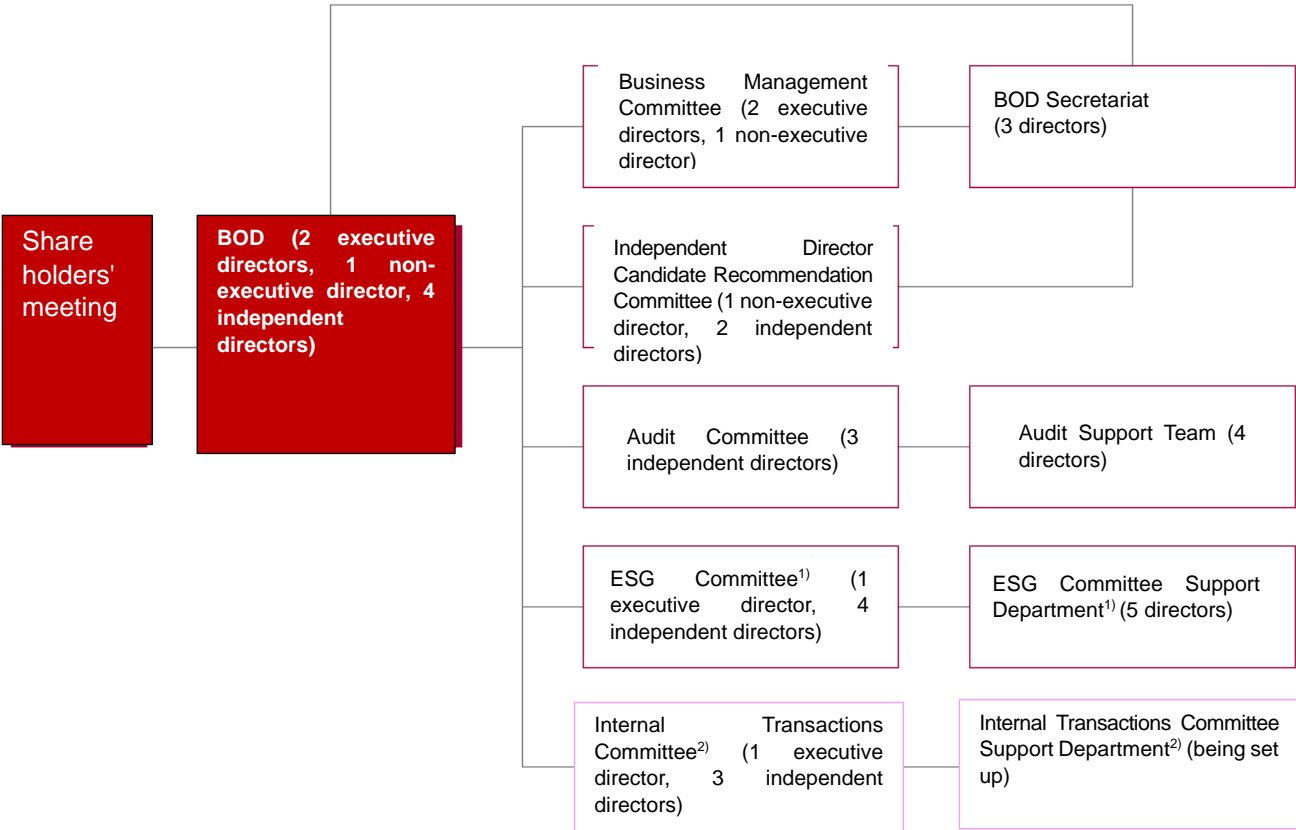 Share
holders'
meeting
BOD (2 executive
directors, 1 non-
executive director, 4
independent
directors)
Business Management
Committee (2 executive
directors, 1 non-executive
director)
BOD Secretariat
(3 directors)
Independent Director
Candidate Recommendation
Committee (1 non-executive
director, 2 independent
directors)
Audit Committee (3
independent directors)
Audit Support Team (4
directors)
ESG Committee1) (1
executive director, 4
independent directors)
ESG Committee Support
Department1) (5 directors)
Internal Transactions
Committee2) (1 executive
director, 3 independent
directors)
Internal Transactions Committee
Support Department2) (being set
up)